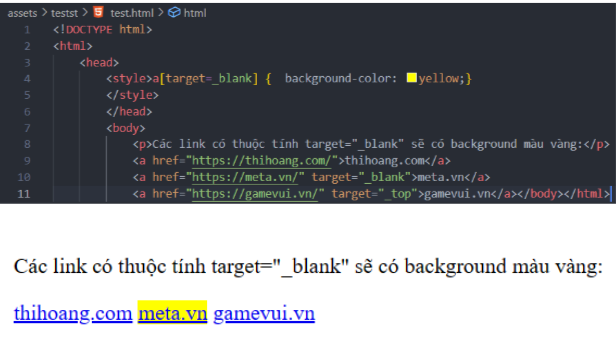 assets > testst > test.html > html
1 <!DOCTYPE html>
2 <html>
3 <head>
4 <style>a[target=_blank] { background-color: yellow;}
5 </style>
6 </head>
7 <body>
8 <p>Các link có thuộc tính target="_blank" sẽ có background màu vàng:</p>
9 <a href="https://thihoang.com/">thihoang.com</a>
10 <a href="https://meta.vn/" target="_blank">meta.vn</a>
11 <a href="https://gamevui.vn/" target="_top">gamevui.vn</a></body></html>
Các link có thuộc tính target="_blank" sẽ có background màu vàng:
thihoang.com meta.vn gamevui.vn